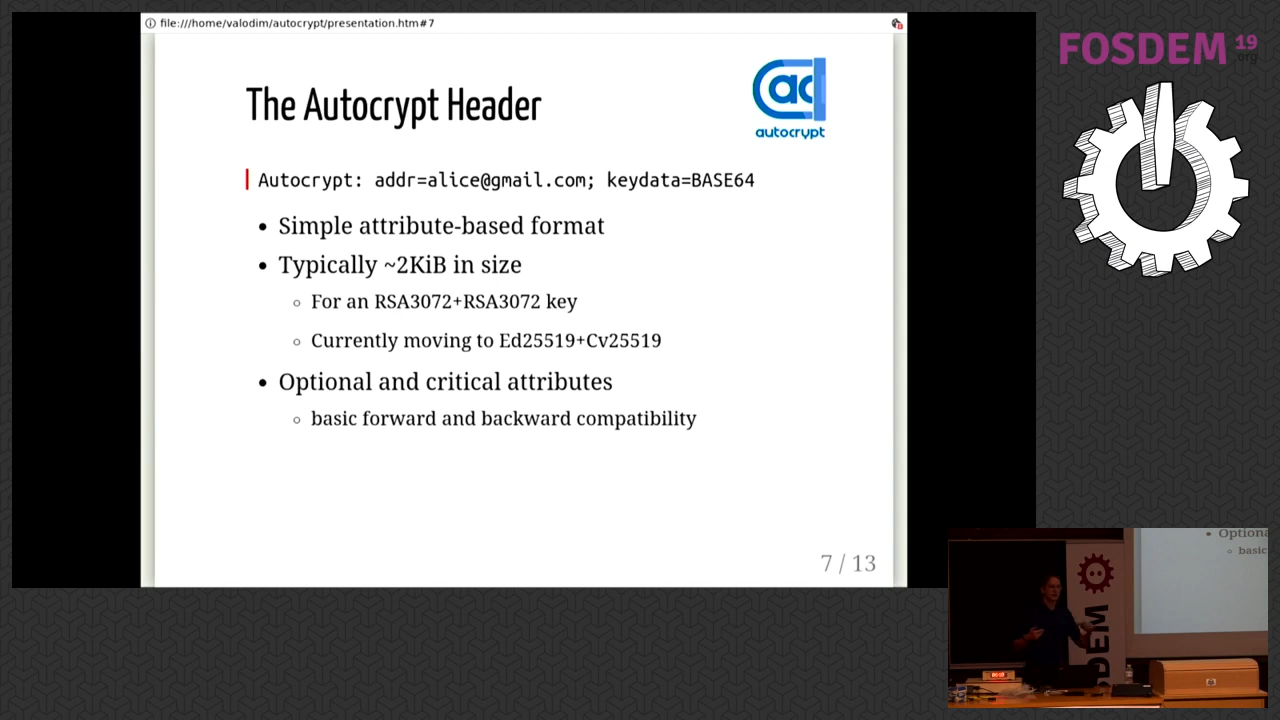 file:///home/valodim/autocrypt/presentation.htm#7
FOSDEM 19
.org
The Autocrypt Header
autocrypt
Autocrypt: addr=alice@gmail.com; keydata=BASE64
• Simple attribute-based format
• Typically ~2KiB in size
◦ For an RSA3072+RSA3072 key
◦ Currently moving to Ed25519+Cv25519
• Optional and critical attributes
◦ basic forward and backward compatibility
7 / 13
• Optiona
◦ basic
DEM